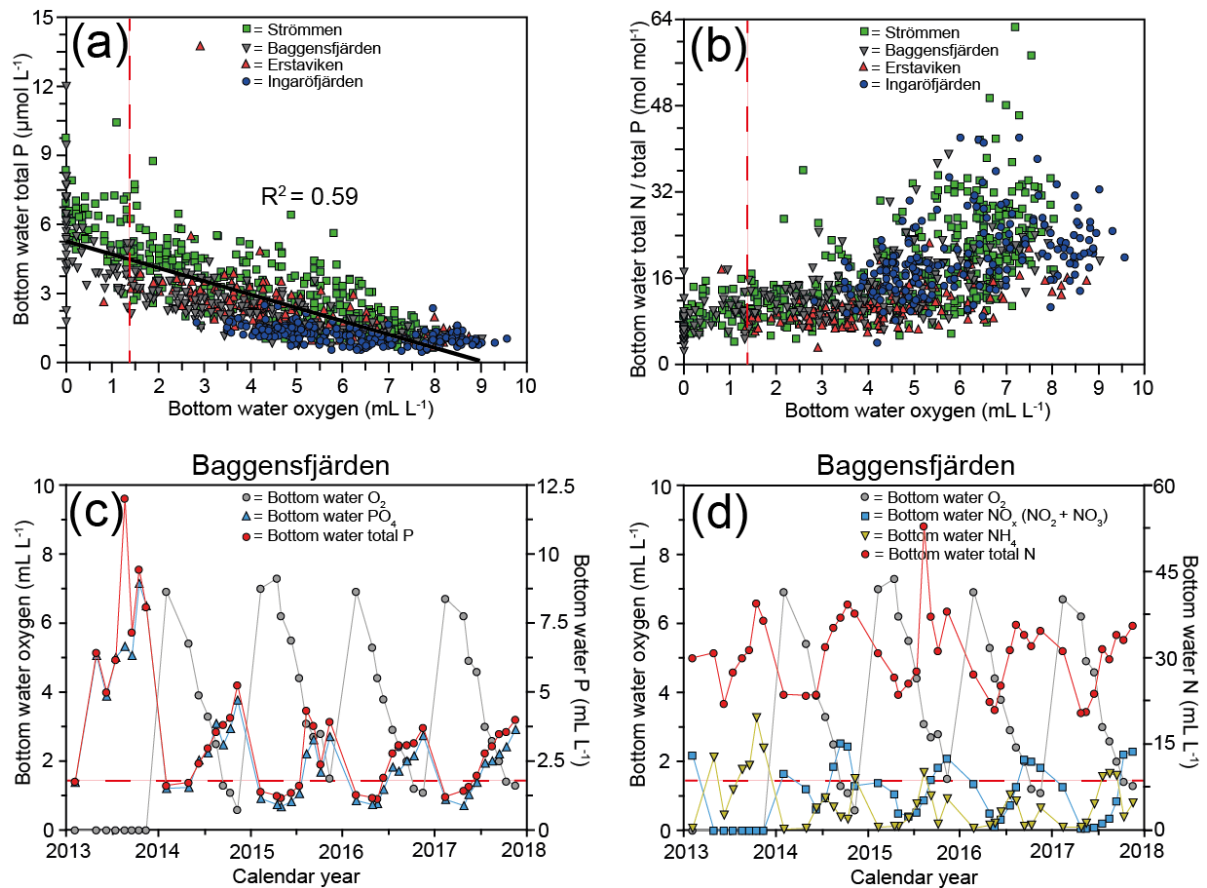 (a)
Bottom water total P (µmol L⁻¹)
15
12
9
6
3
0
= Strömmen
= Baggensfjärden
= Erstaviken
= Ingaröfjärden
R² = 0.59
0 1 2 3 4 5 6 7 8 9 10
Bottom water oxygen (mL L⁻¹)
(b)
Bottom water total N / total P (mol mol⁻¹)
64
48
32
16
0
= Strömmen
= Baggensfjärden
= Erstaviken
= Ingaröfjärden
0 1 2 3 4 5 6 7 8 9 10
Bottom water oxygen (mL L⁻¹)
Baggensfjärden
(c)
Bottom water oxygen (mL L⁻¹)
10
8
6
4
2
0
= Bottom water O₂
= Bottom water PO₄
= Bottom water total P
12.5
10
7.5
5
2.5
0
Bottom water P (mL L⁻¹)
2013 2014 2015 2016 2017 2018
Calendar year
Baggensfjärden
(d)
Bottom water oxygen (mL L⁻¹)
10
8
6
4
2
0
= Bottom water O₂
= Bottom water NOₓ (NO₂ + NO₃)
= Bottom water NH₄
= Bottom water total N
60
45
30
15
0
Bottom water N (mL L⁻¹)
2013 2014 2015 2016 2017 2018
Calendar year